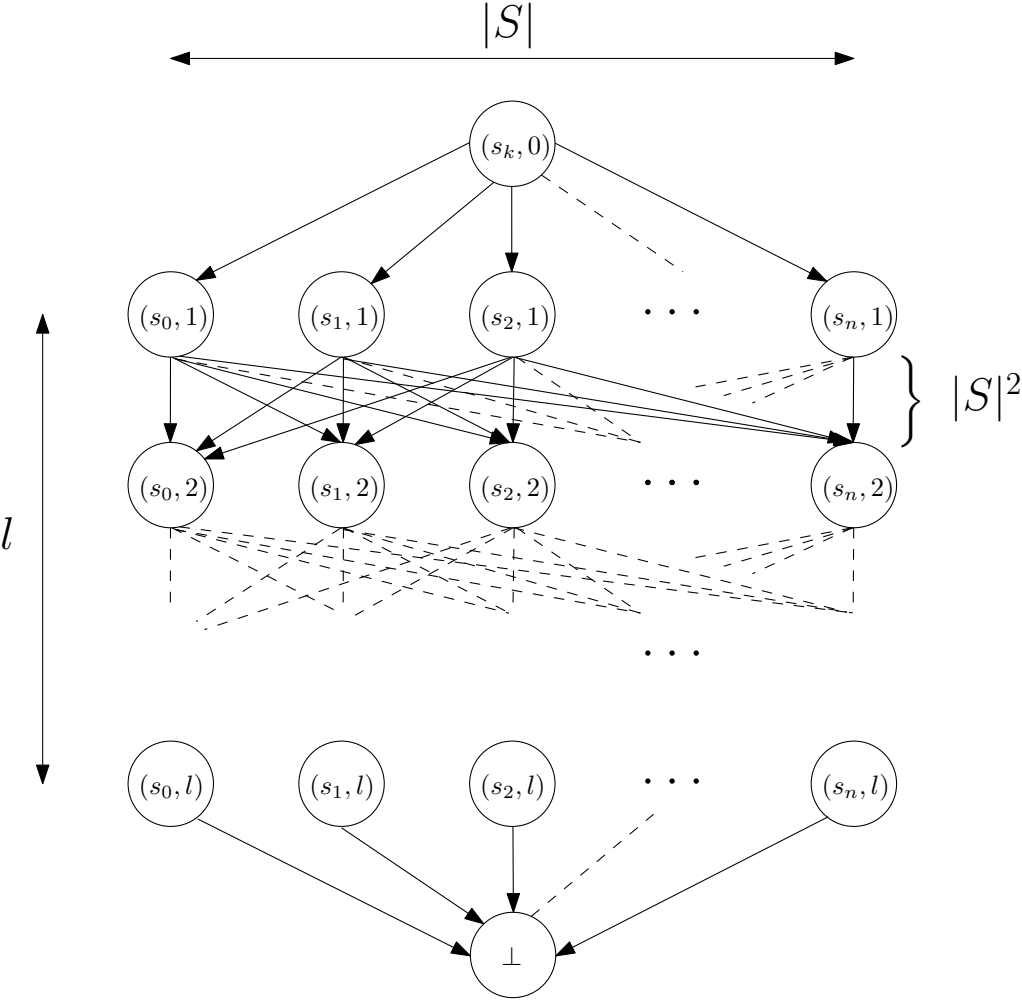 |S|
(s_k, 0)
(s_0, 1) (s_1, 1) (s_2, 1) · · · (s_n, 1)
|S|^2
(s_0, 2) (s_1, 2) (s_2, 2) · · · (s_n, 2)
l
· · ·
(s_0, l) (s_1, l) (s_2, l) · · · (s_n, l)
⊥